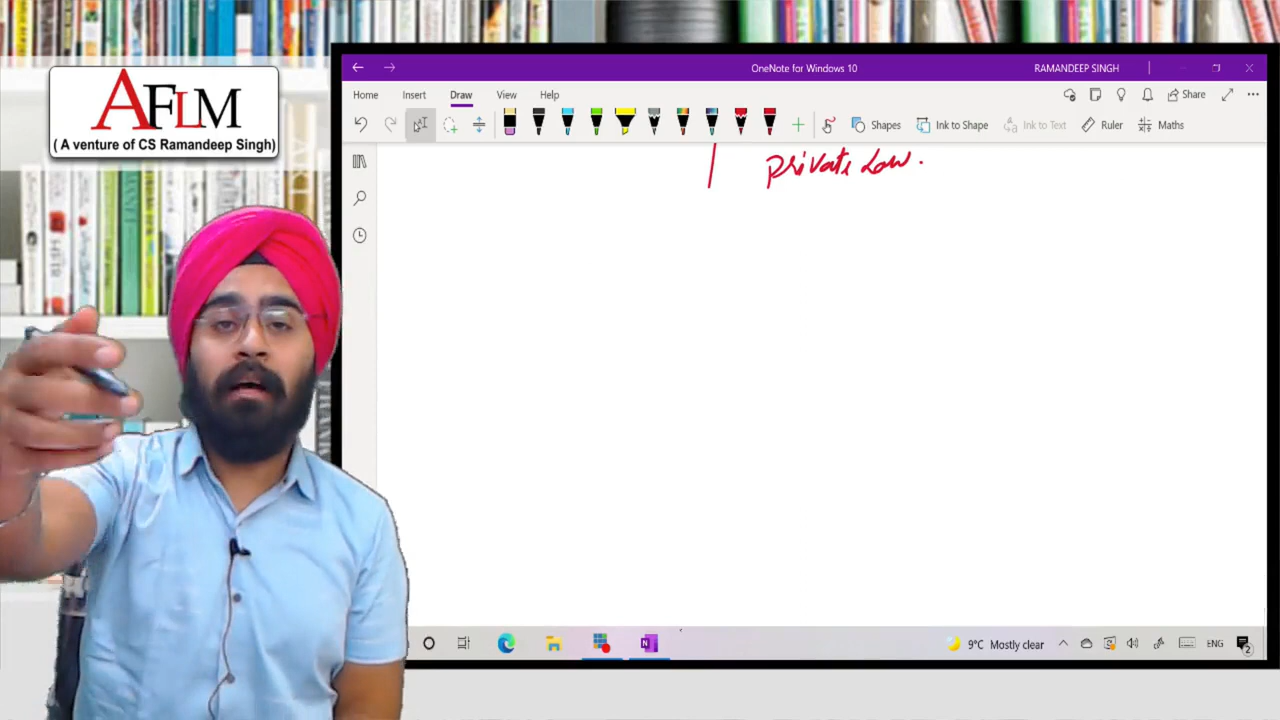 AFLM
( A venture of CS Ramandeep Singh)
OneNote for Windows 10
RAMANDEEP SINGH
Home Insert Draw View Help
Share
Shapes Ink to Shape Ink to Text Ruler Maths
private Law.
9°C Mostly clear
ENG
2